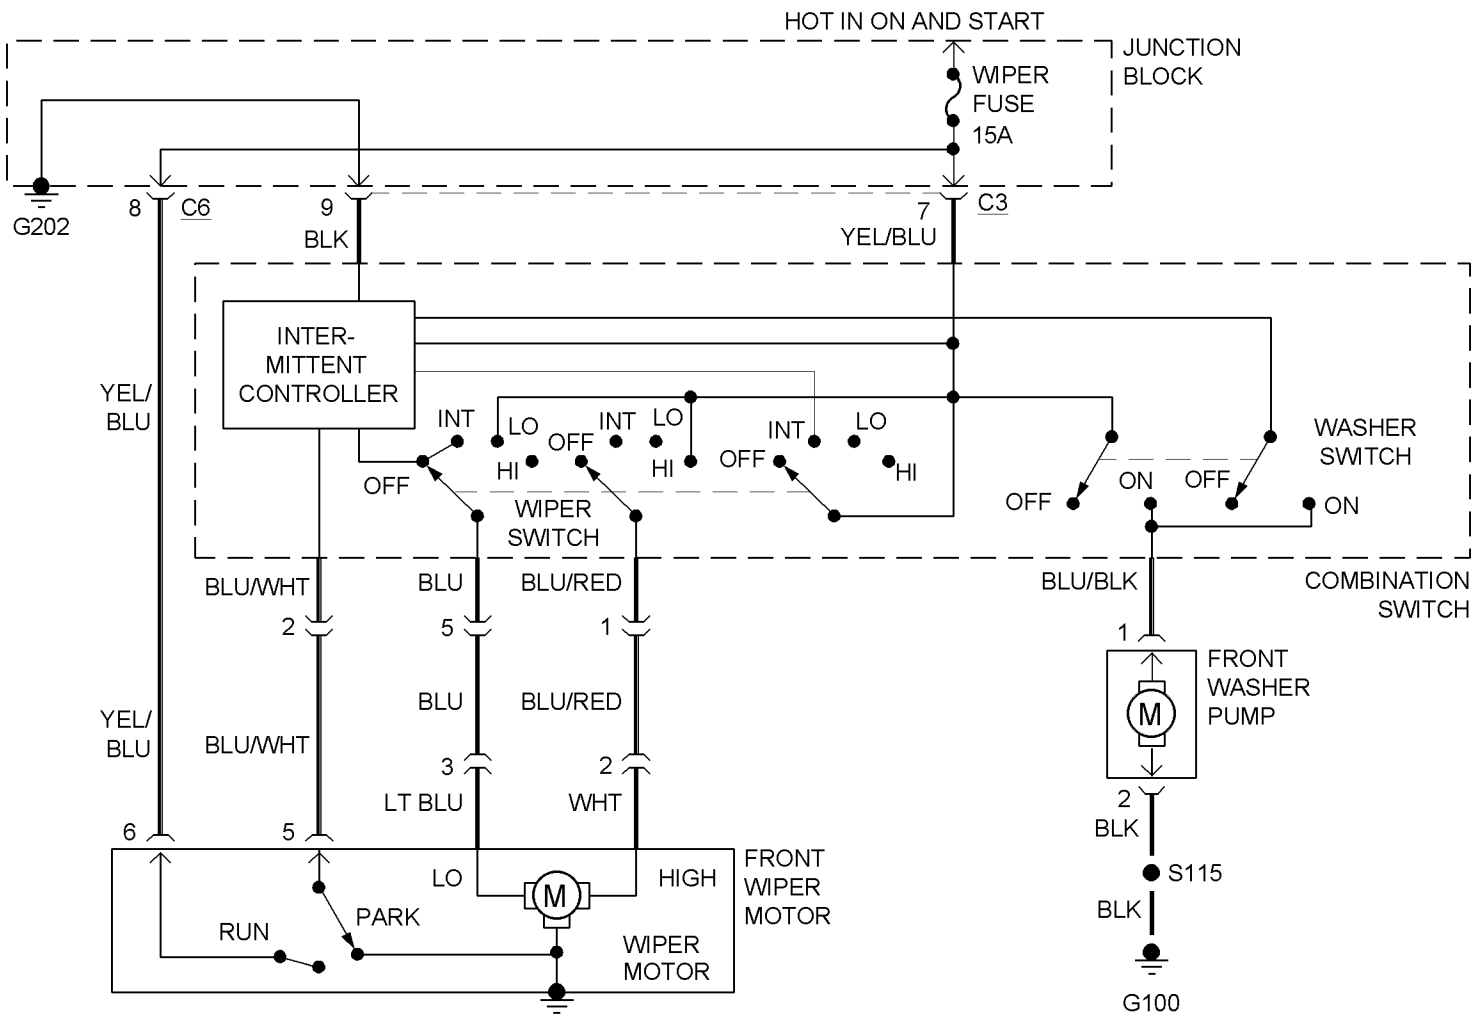 HOT IN ON AND START
JUNCTION
BLOCK
WIPER
FUSE
15A
G202
8
C6
9
BLK
7
C3
YEL/BLU
INTER-
MITTENT
CONTROLLER
YEL/
BLU
INT
LO
HI
OFF
INT
LO
OFF
HI
INT
LO
OFF
HI
WIPER
SWITCH
WASHER
SWITCH
OFF
ON
OFF
ON
BLU/WHT
BLU
BLU/RED
BLU/BLK
COMBINATION
SWITCH
2
5
1
1
FRONT
WASHER
PUMP
M
YEL/
BLU
BLU/WHT
BLU
BLU/RED
3
2
LT BLU
WHT
2
BLK
S115
BLK
G100
6
5
FRONT
WIPER
MOTOR
LO
M
HIGH
PARK
RUN
WIPER
MOTOR